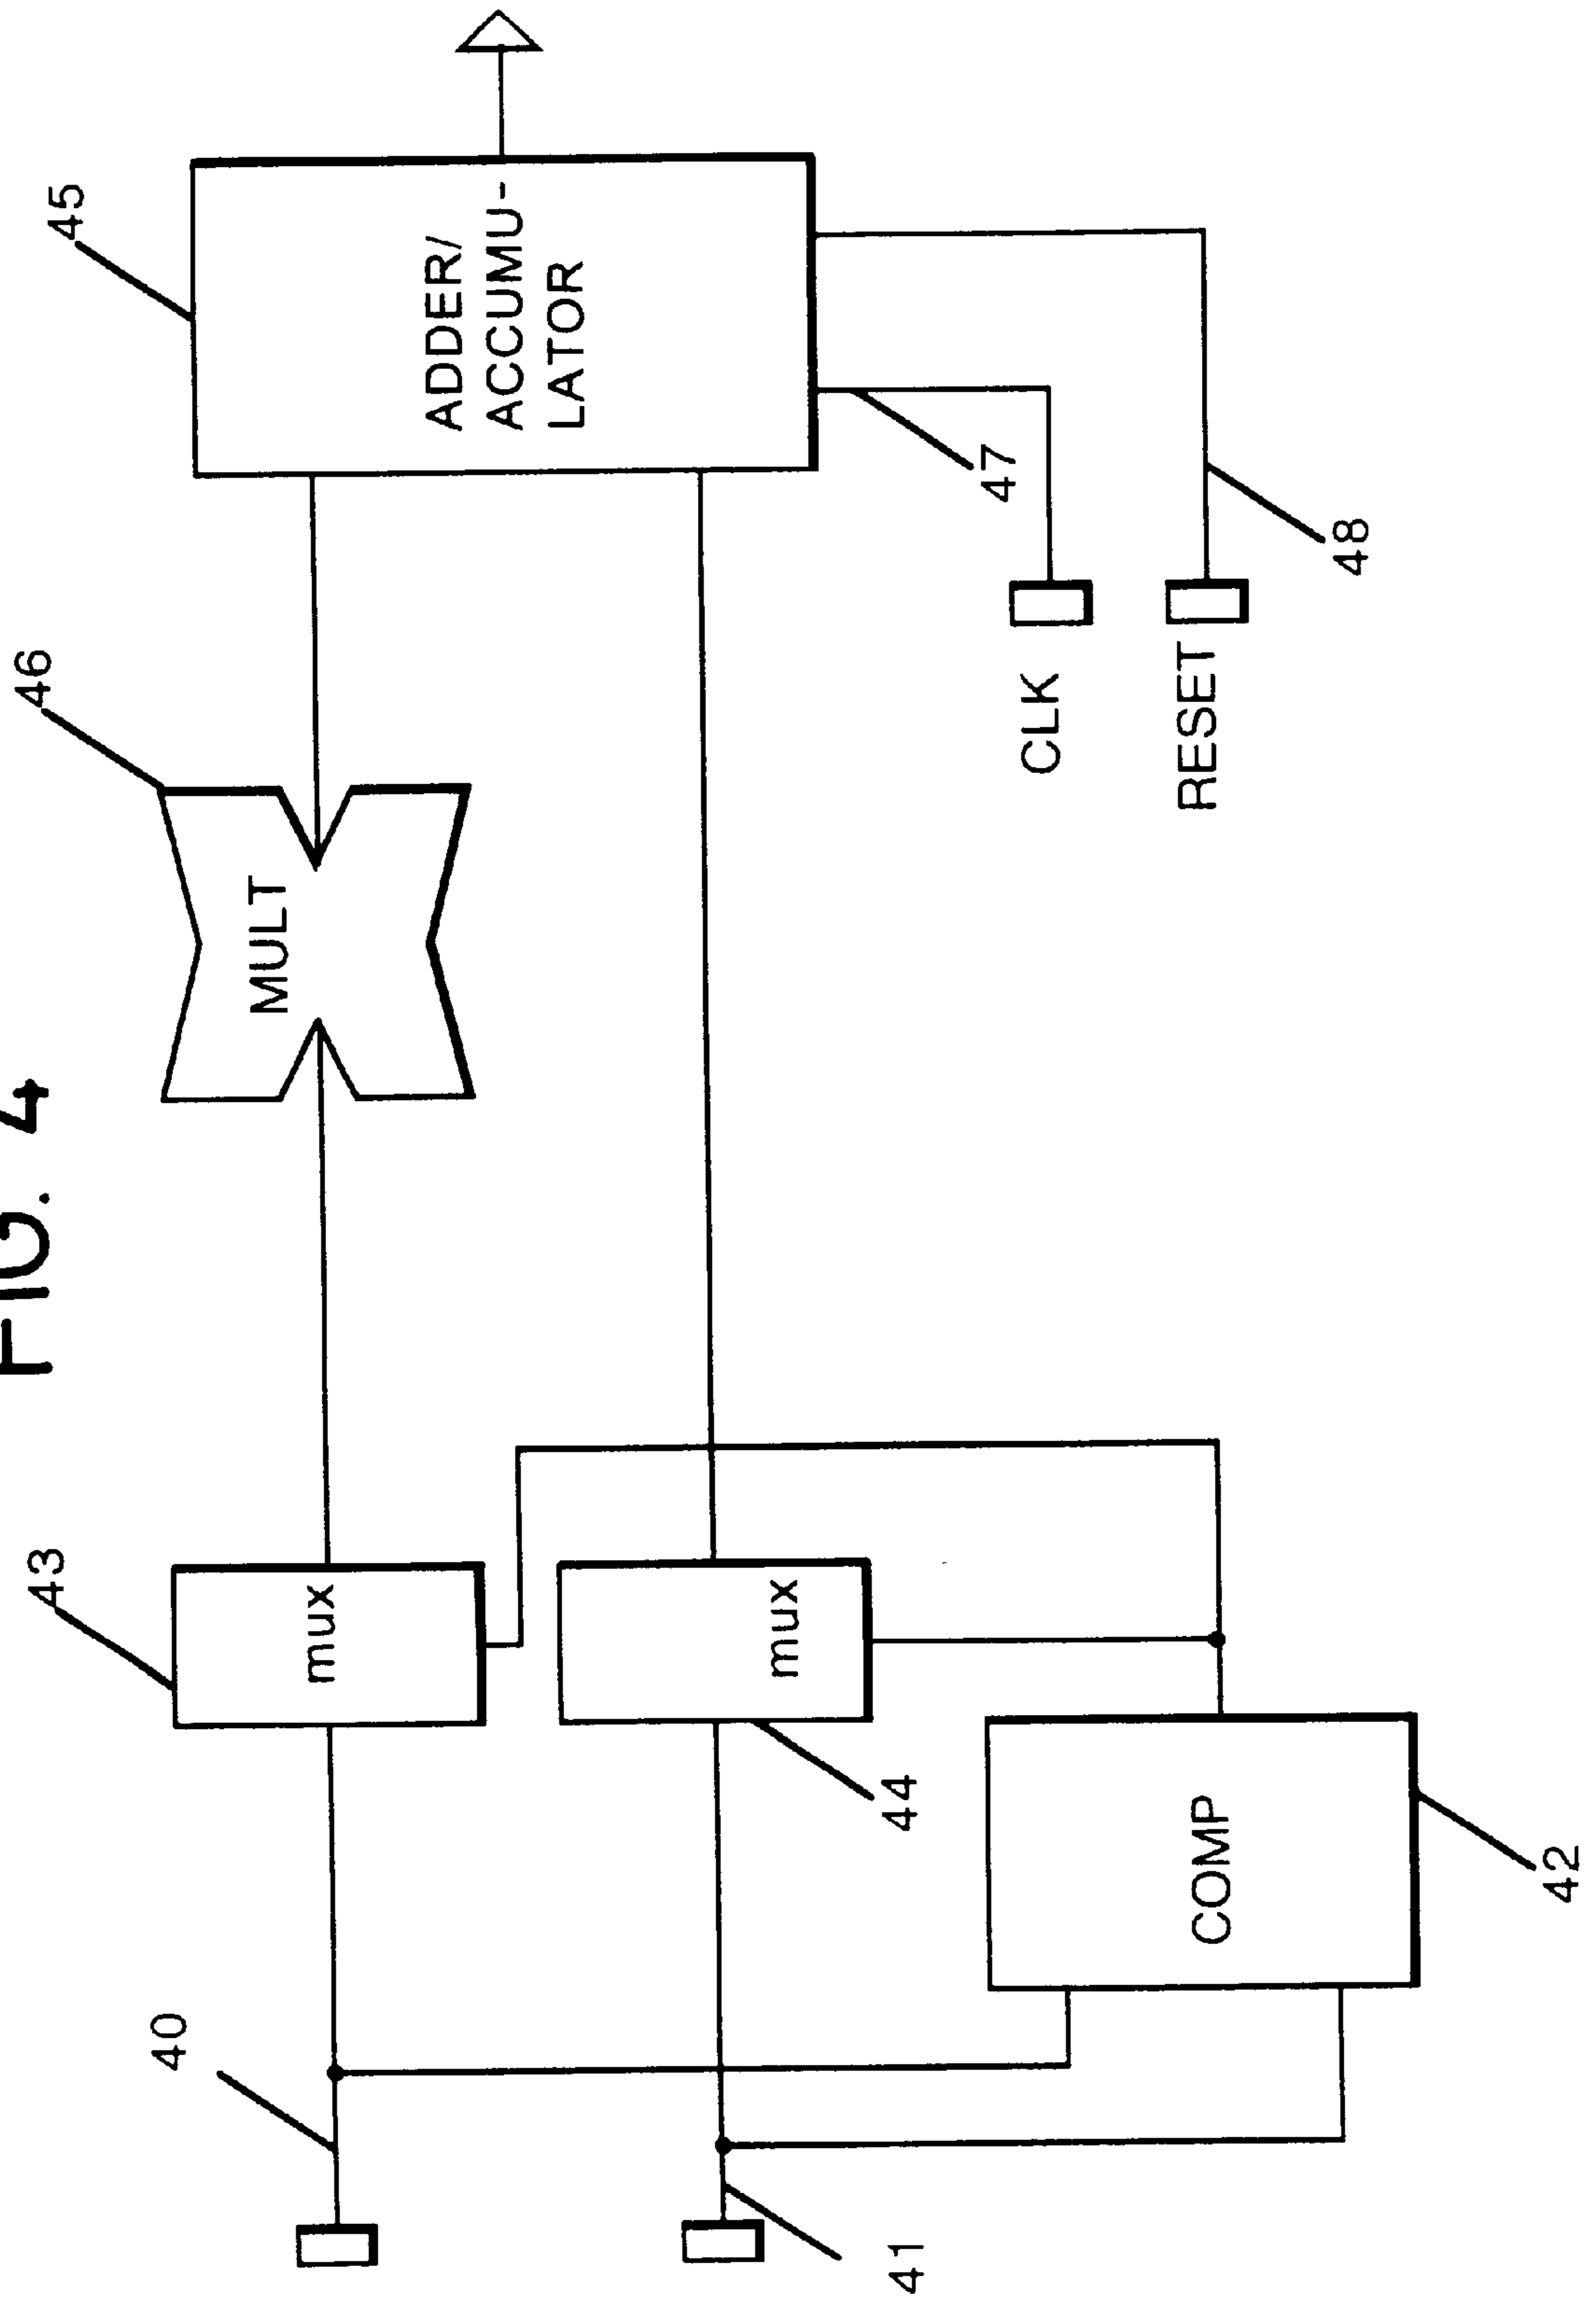 FIG. 4
40
43
46
45
mux
MULT
ADDER/
ACCUMU-
LATOR
41
44
mux
47
CLK
COMP
RESET
48
42